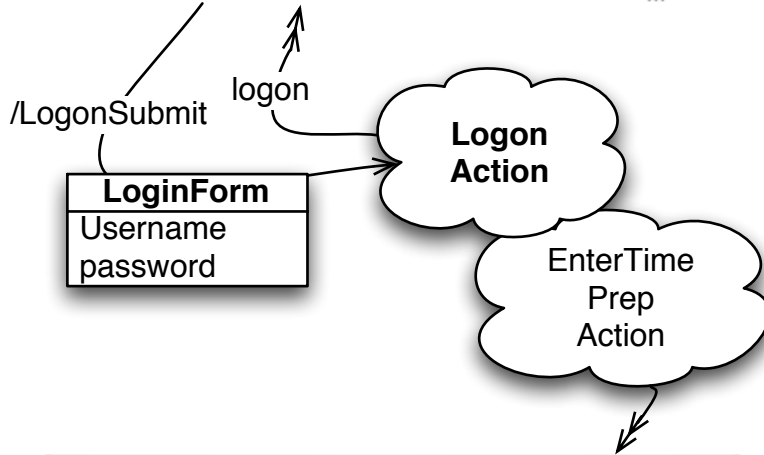 logon
/LogonSubmit
Logon
Action
LoginForm
Username
password
EnterTime
Prep
Action